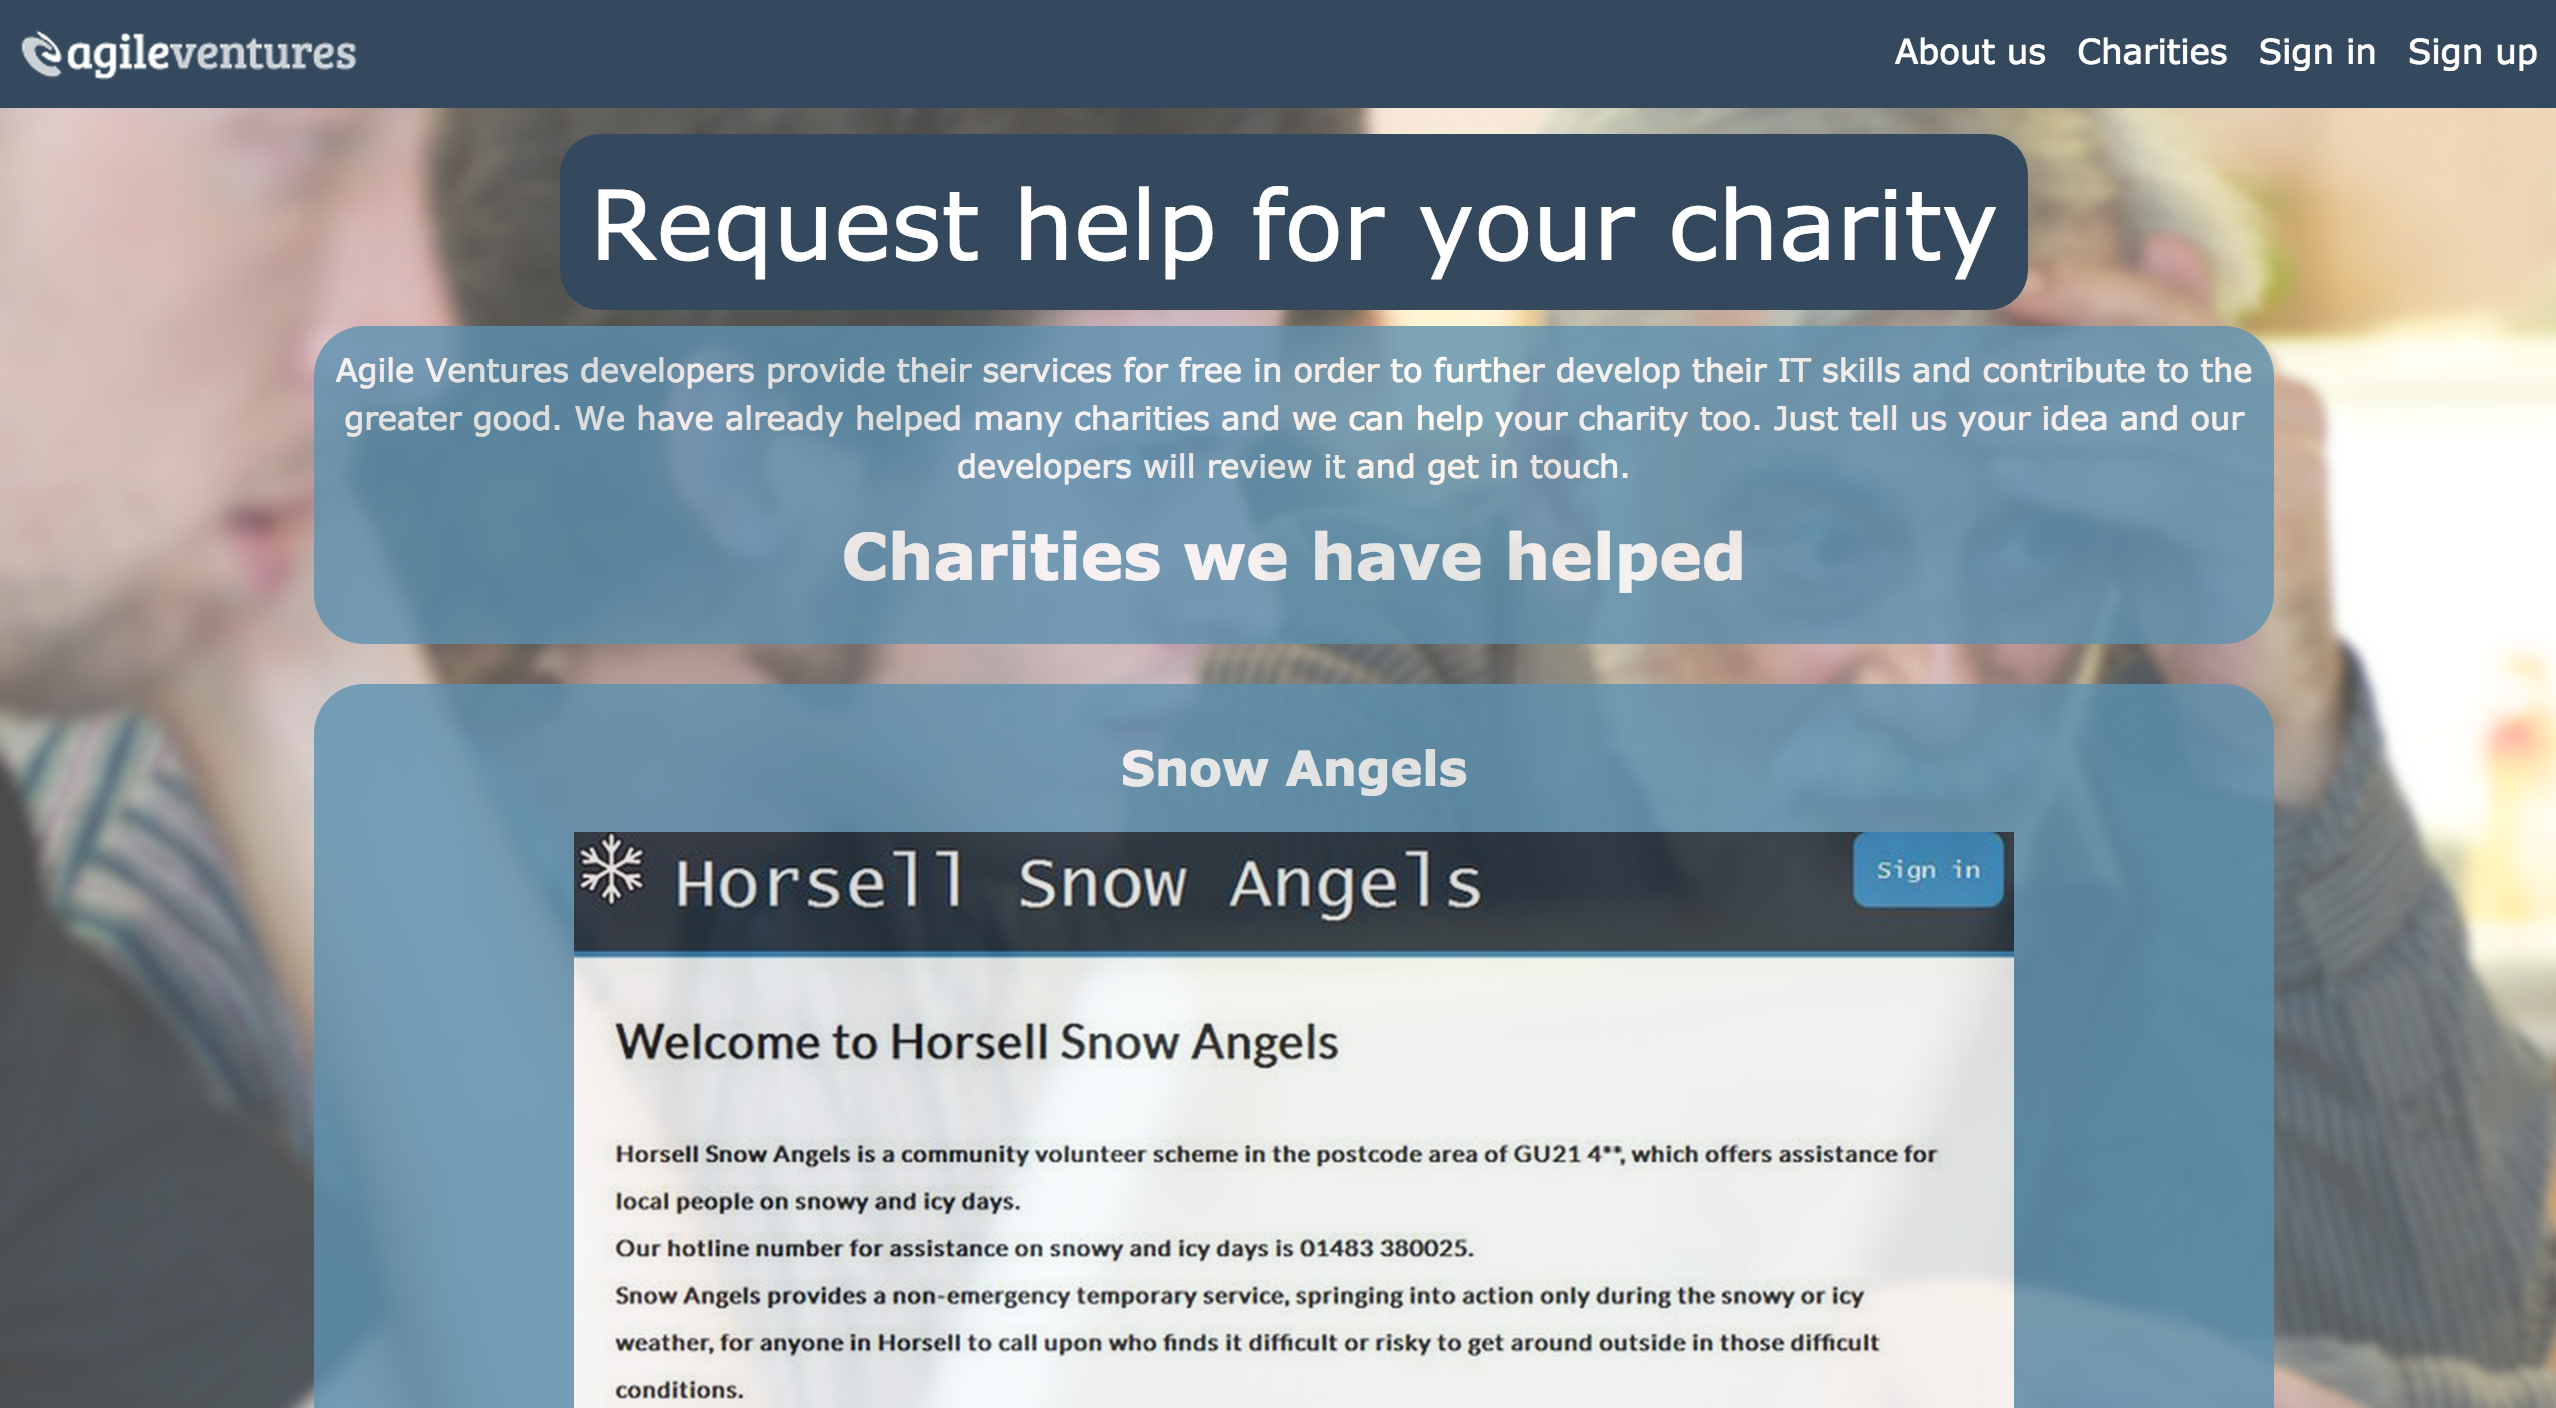 agileventures
About us Charities Sign in Sign up
Request help for your charity
Agile Ventures developers provide their services for free in order to further develop their IT skills and contribute to the
greater good. We have already helped many charities and we can help your charity too. Just tell us your idea and our
developers will review it and get in touch.
Charities we have helped
Snow Angels
Horsell Snow Angels
Sign in
Welcome to Horsell Snow Angels
Horsell Snow Angels is a community volunteer scheme in the postcode area of GU21 4**, which offers assistance for
local people on snowy and icy days.
Our hotline number for assistance on snowy and icy days is 01483 380025.
Snow Angels provides a non-emergency temporary service, springing into action only during the snowy or icy
weather, for anyone in Horsell to call upon who finds it difficult or risky to get around outside in those difficult
conditions.